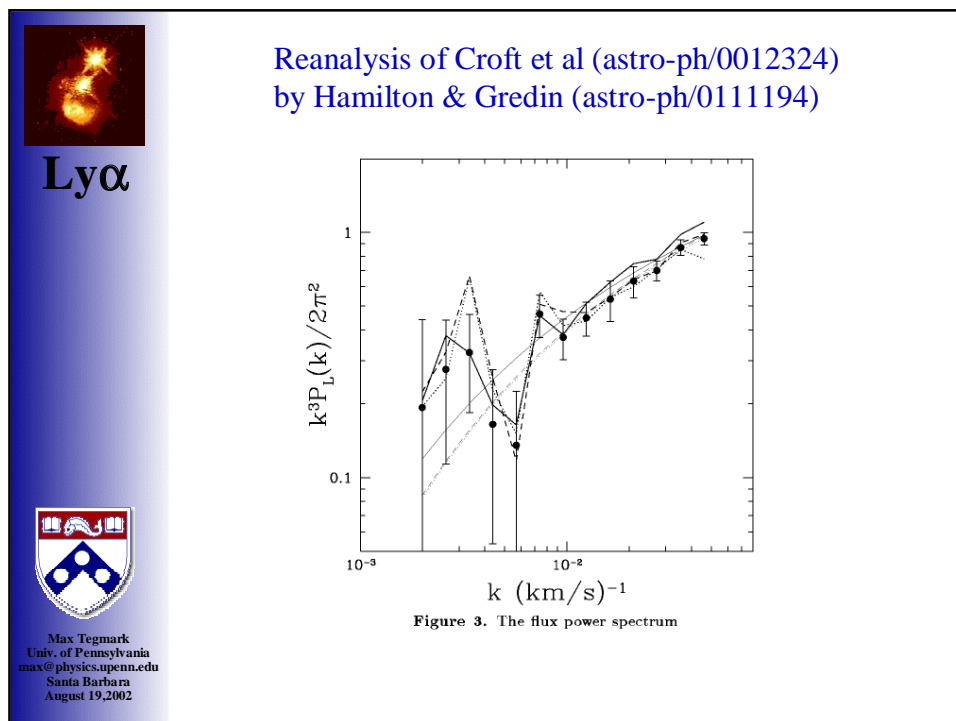 Reanalysis of Croft et al (astro-ph/0012324)
by Hamilton & Gredin (astro-ph/0111194)
Lyα
1
0.1
k³P_L(k)/2π²
10⁻³
10⁻²
k (km/s)⁻¹
Figure 3. The flux power spectrum
Max Tegmark
Univ. of Pennsylvania
max@physics.upenn.edu
Santa Barbara
August 19,2002